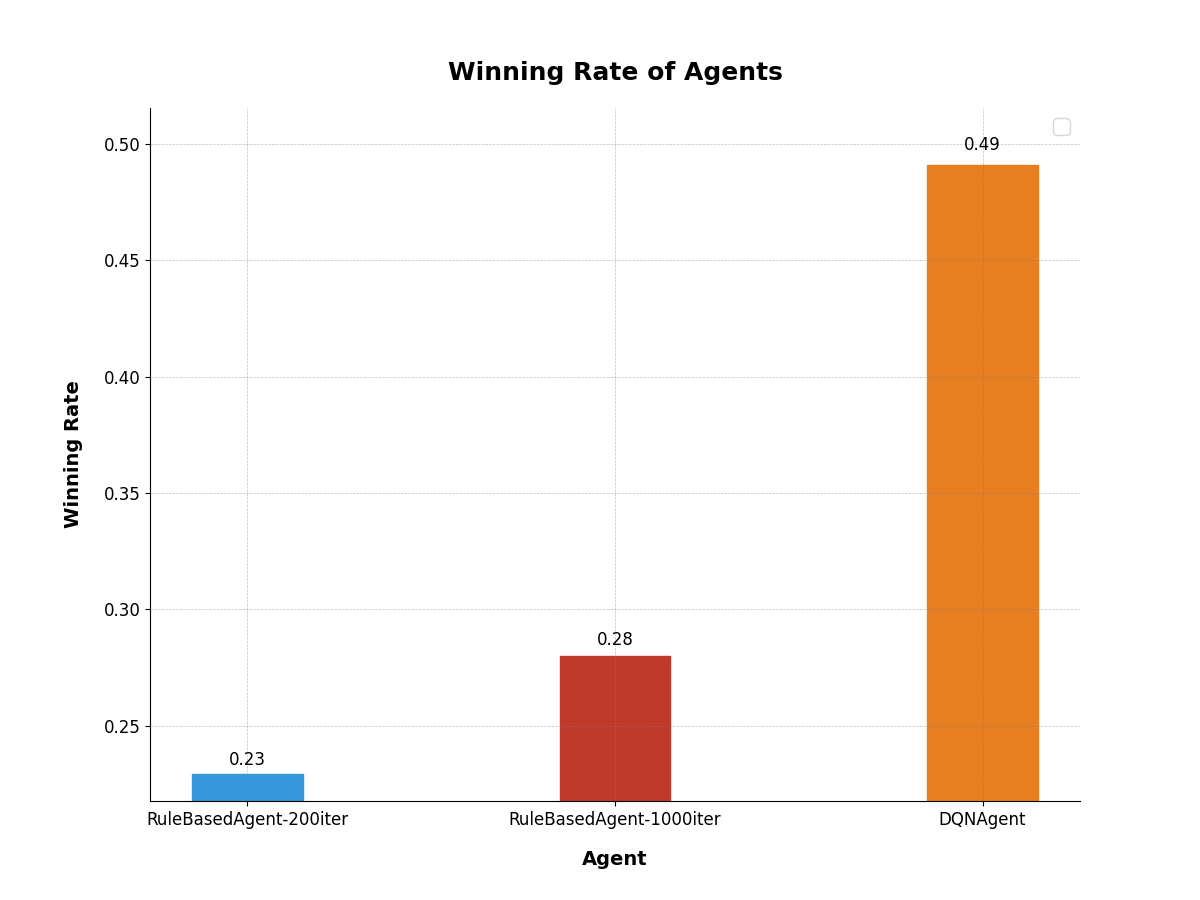 Winning Rate of Agents
Winning Rate
0.50
0.45
0.40
0.35
0.30
0.25
0.23
0.28
0.49
RuleBasedAgent-200iter
RuleBasedAgent-1000iter
DQNAgent
Agent